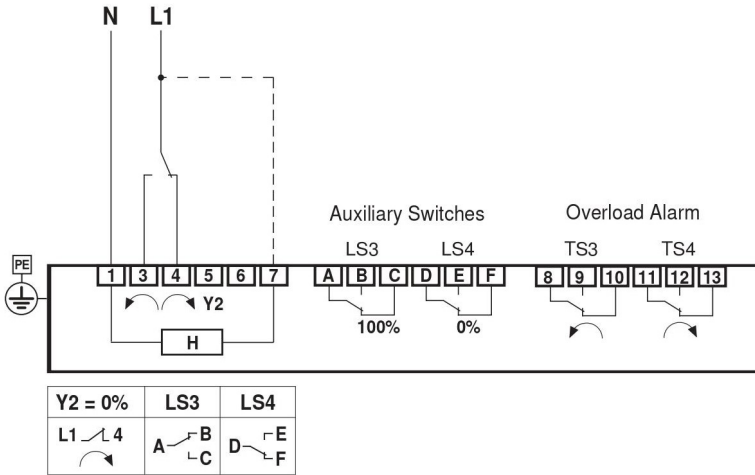 N L1
Auxiliary Switches Overload Alarm
LS3 LS4 TS3 TS4
PE
1 3 4 5 6 7 A B C D E F 8 9 10 11 12 13
Y2
100% 0%
H
Y2 = 0% LS3 LS4
L1 4 A B C D E F